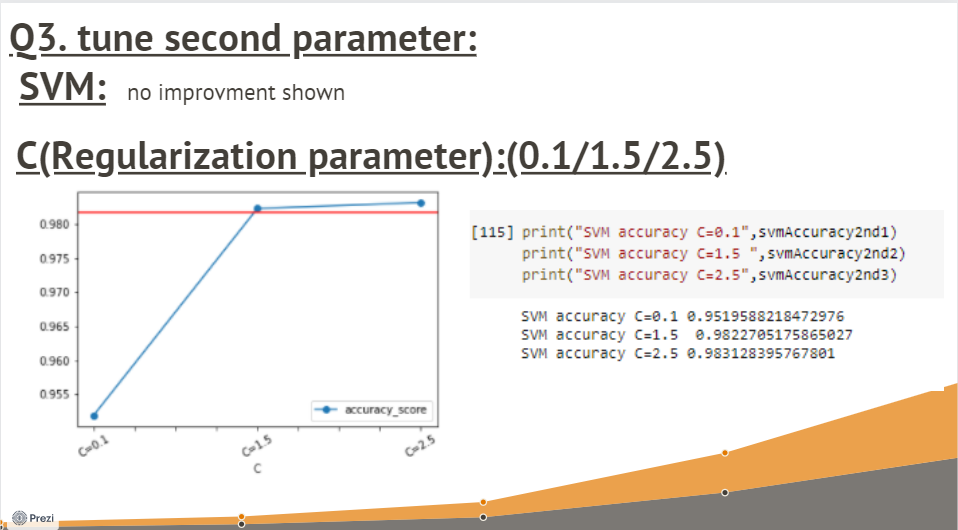 Q3. tune second parameter:
SVM: no improvment shown
C(Regularization parameter):(0.1/1.5/2.5)
0.980
0.975
0.970
0.965
0.960
0.955
accuracy_score
C=0.1 C=1.5 C=2.5
C
[115] print("SVM accuracy C=0.1",svmAccuracy2nd1)
print("SVM accuracy C=1.5 ",svmAccuracy2nd2)
print("SVM accuracy C=2.5",svmAccuracy2nd3)
SVM accuracy C=0.1 0.9519588218472976
SVM accuracy C=1.5  0.9822705175865027
SVM accuracy C=2.5 0.983128395767801
Prezi